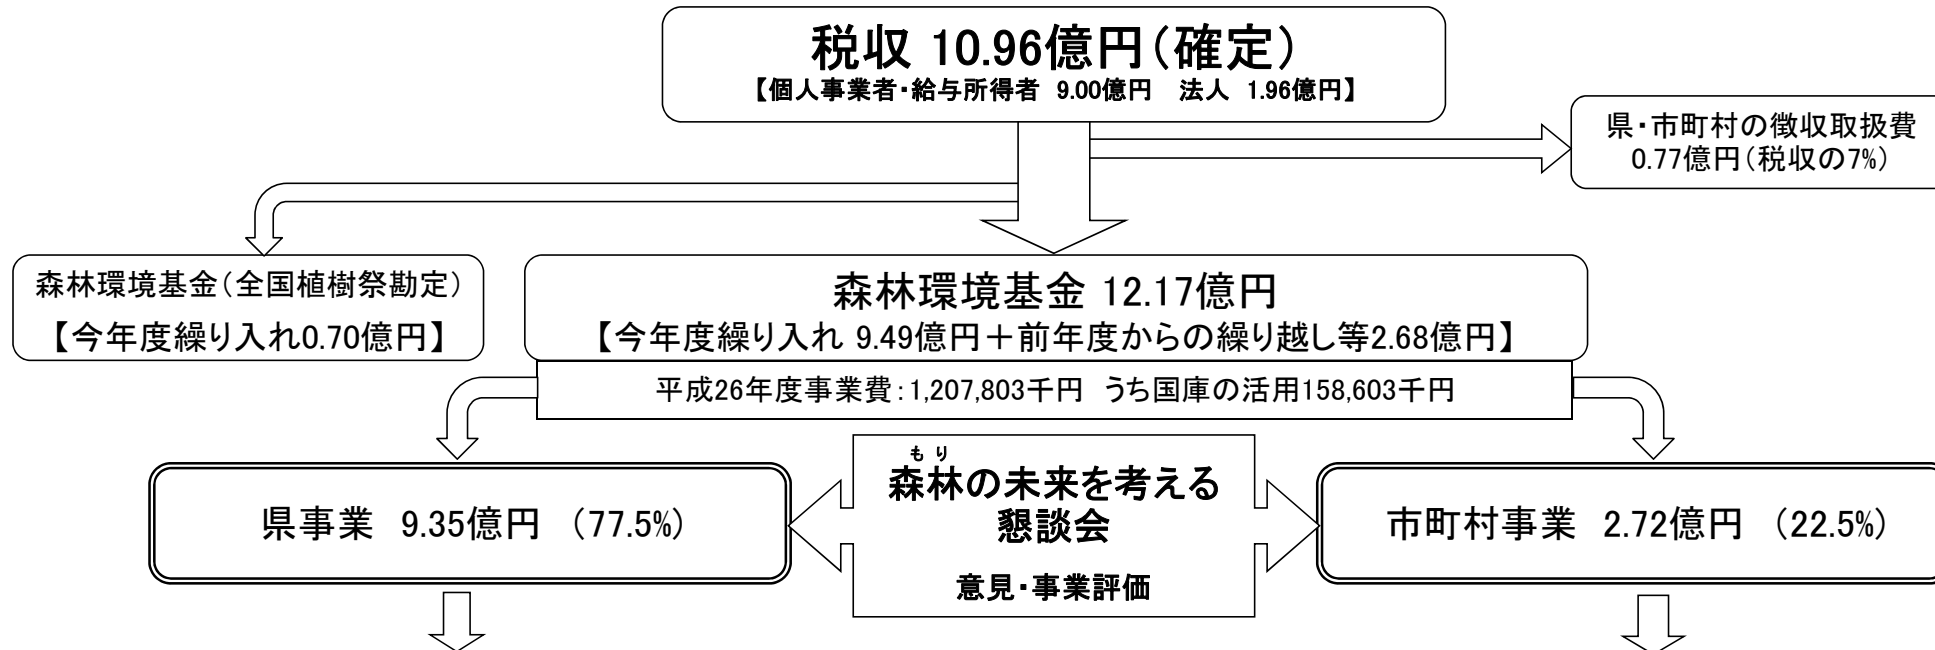 税収 10.96億円(確定)
【個人事業者・給与所得者 9.00億円 法人 1.96億円】
県・市町村の徴収取扱費
0.77億円(税収の7%)
森林環境基金(全国植樹祭勘定)
【今年度繰り入れ0.70億円】
森林環境基金 12.17億円
【今年度繰り入れ 9.49億円+前年度からの繰り越し等2.68億円】
平成26年度事業費:1,207,803千円 うち国庫の活用158,603千円
県事業 9.35億円 (77.5%)
もり
森林の未来を考える
懇談会
意見・事業評価
市町村事業 2.72億円 (22.5%)